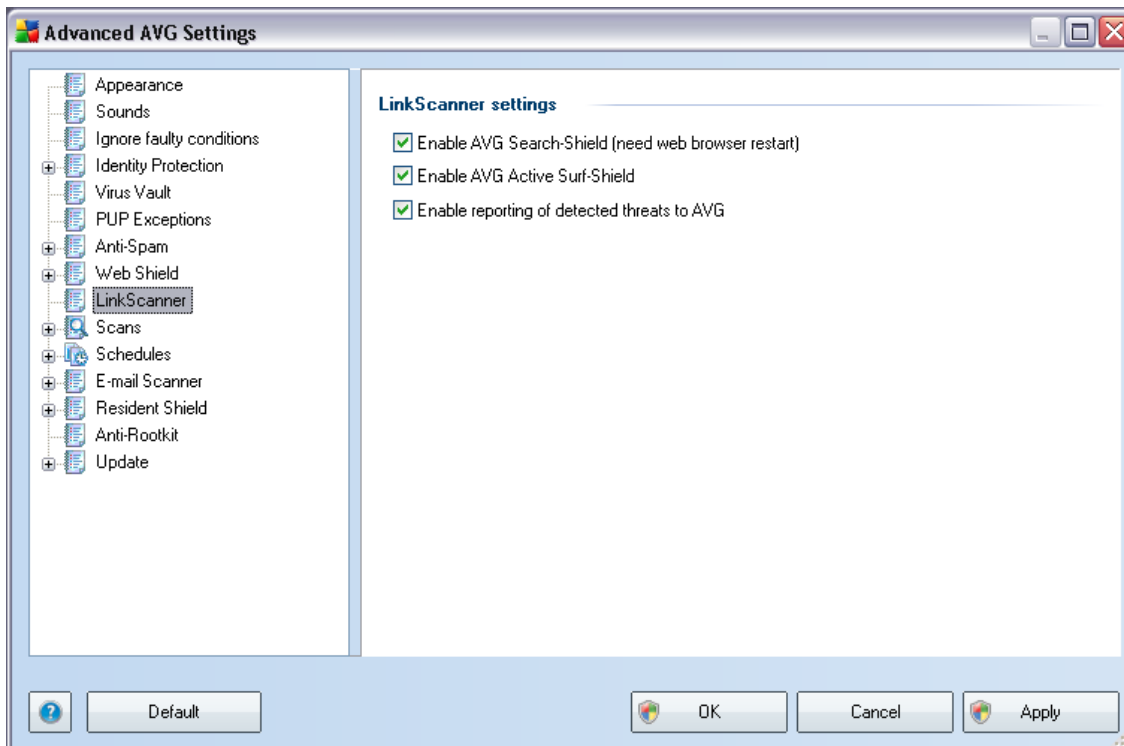 Advanced AVG Settings
Appearance
Sounds
Ignore faulty conditions
Identity Protection
Virus Vault
PUP Exceptions
Anti-Spam
Web Shield
LinkScanner
Scans
Schedules
E-mail Scanner
Resident Shield
Anti-Rootkit
Update
LinkScanner settings
Enable AVG Search-Shield (need web browser restart)
Enable AVG Active Surf-Shield
Enable reporting of detected threats to AVG
Default
OK
Cancel
Apply